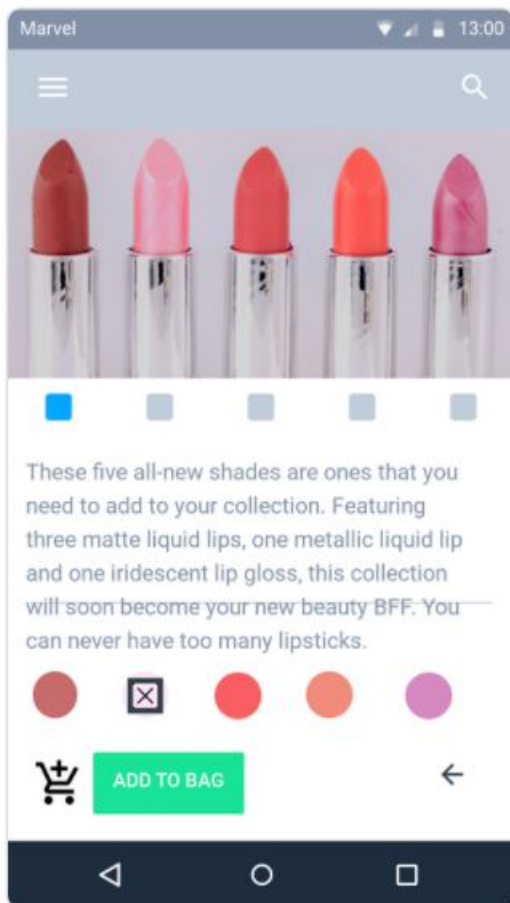 Marvel 13:00
These five all-new shades are ones that you
need to add to your collection. Featuring
three matte liquid lips, one metallic liquid lip
and one iridescent lip gloss, this collection
will soon become your new beauty BFF. You
can never have too many lipsticks.
ADD TO BAG